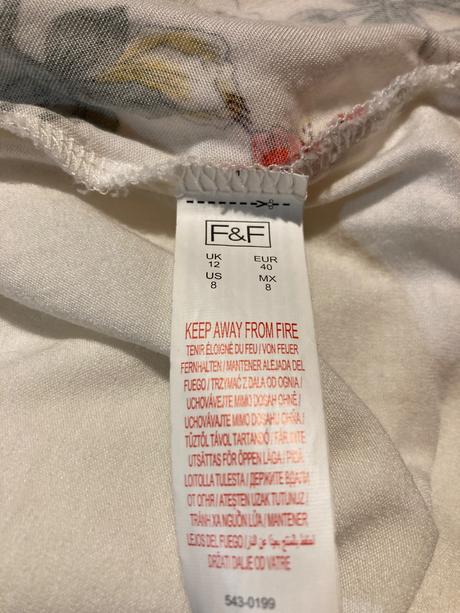 F&F
UK EUR
12 40
US MX
8 8
KEEP AWAY FROM FIRE
TENIR ÉLOIGNÉ DU FEU / VON FEUER
FERNHALTEN / MANTENER ALEJADA DEL
FUEGO / TRZYMAĆ Z DALA OD OGNIA /
UCHOVÁVEJTE MIMO DOSAH OHNĚ /
UCHOVÁVAJTE MIMO DOSAHU OHŇA /
TŰZTŐL TÁVOL TARTANDÓ / FÅR INTE
UTSÄTTAS FÖR ÖPPEN LÅGA / PIDÄ
LOITOLLA TULESTA / ДЕРЖИТЕ ВДАЛИ
ОТ ОГНЯ / ATEŞTEN UZAK TUTUNUZ /
TRÁNH XA NGUỒN LỬA / MANTENER
LEJOS DEL FUEGO /
DRŽATI DALJE OD VATRE
543-0199